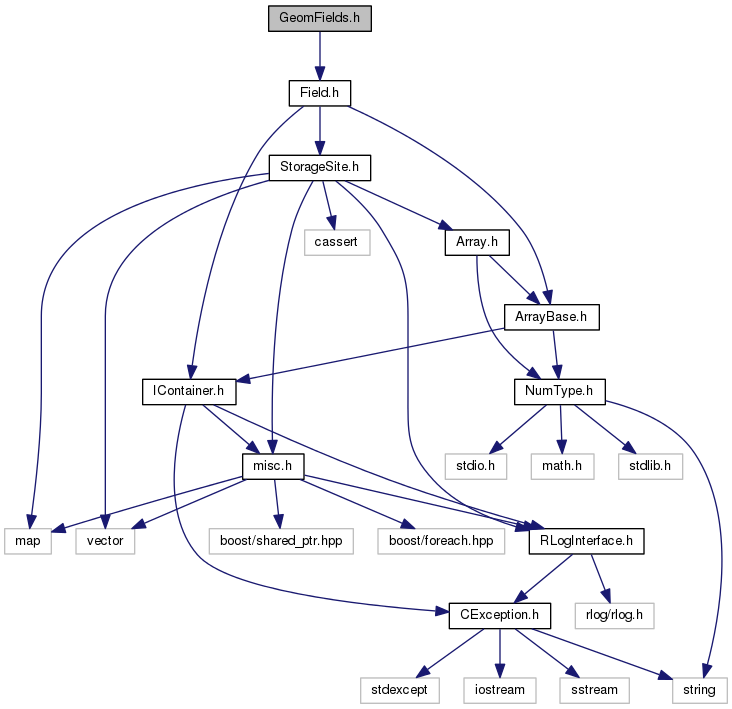 GeomFields.h
Field.h
StorageSite.h
cassert
Array.h
ArrayBase.h
IContainer.h
NumType.h
misc.h
stdio.h
math.h
stdlib.h
map
vector
boost/shared_ptr.hpp
boost/foreach.hpp
RLogInterface.h
CException.h
rlog/rlog.h
stdexcept
iostream
sstream
string